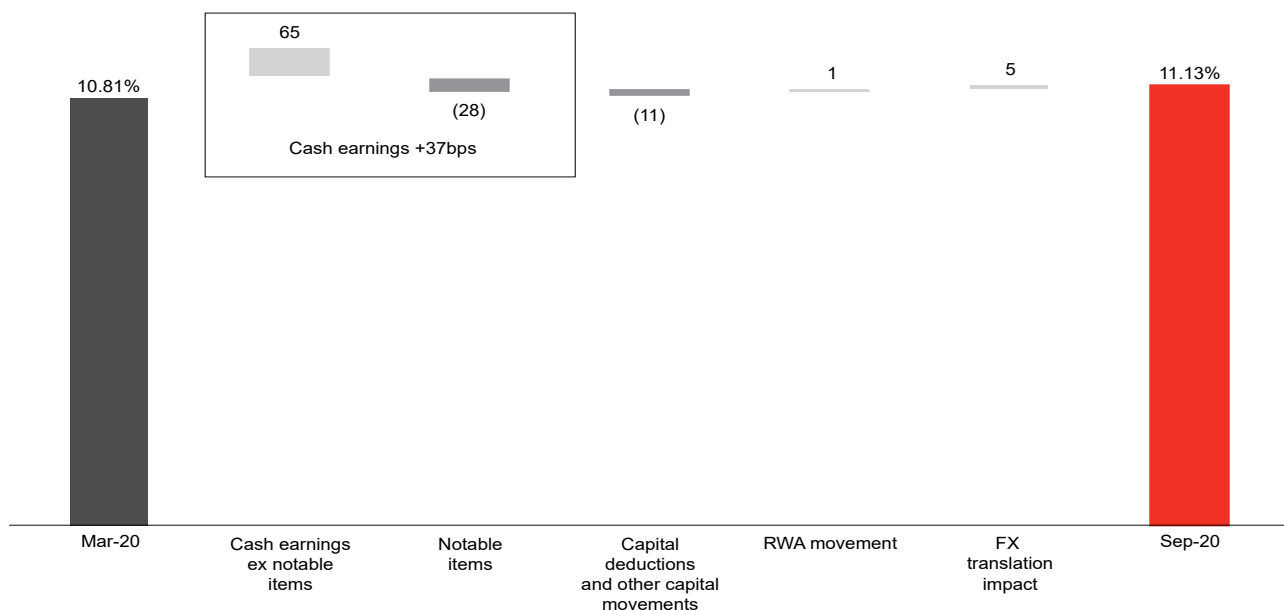 65
10.81%
(28)
(11)
1
5
11.13%
Cash earnings +37bps
Mar-20
Cash earnings
ex notable
items
Notable
items
Capital
deductions
and other capital
movements
RWA movement
FX
translation
impact
Sep-20